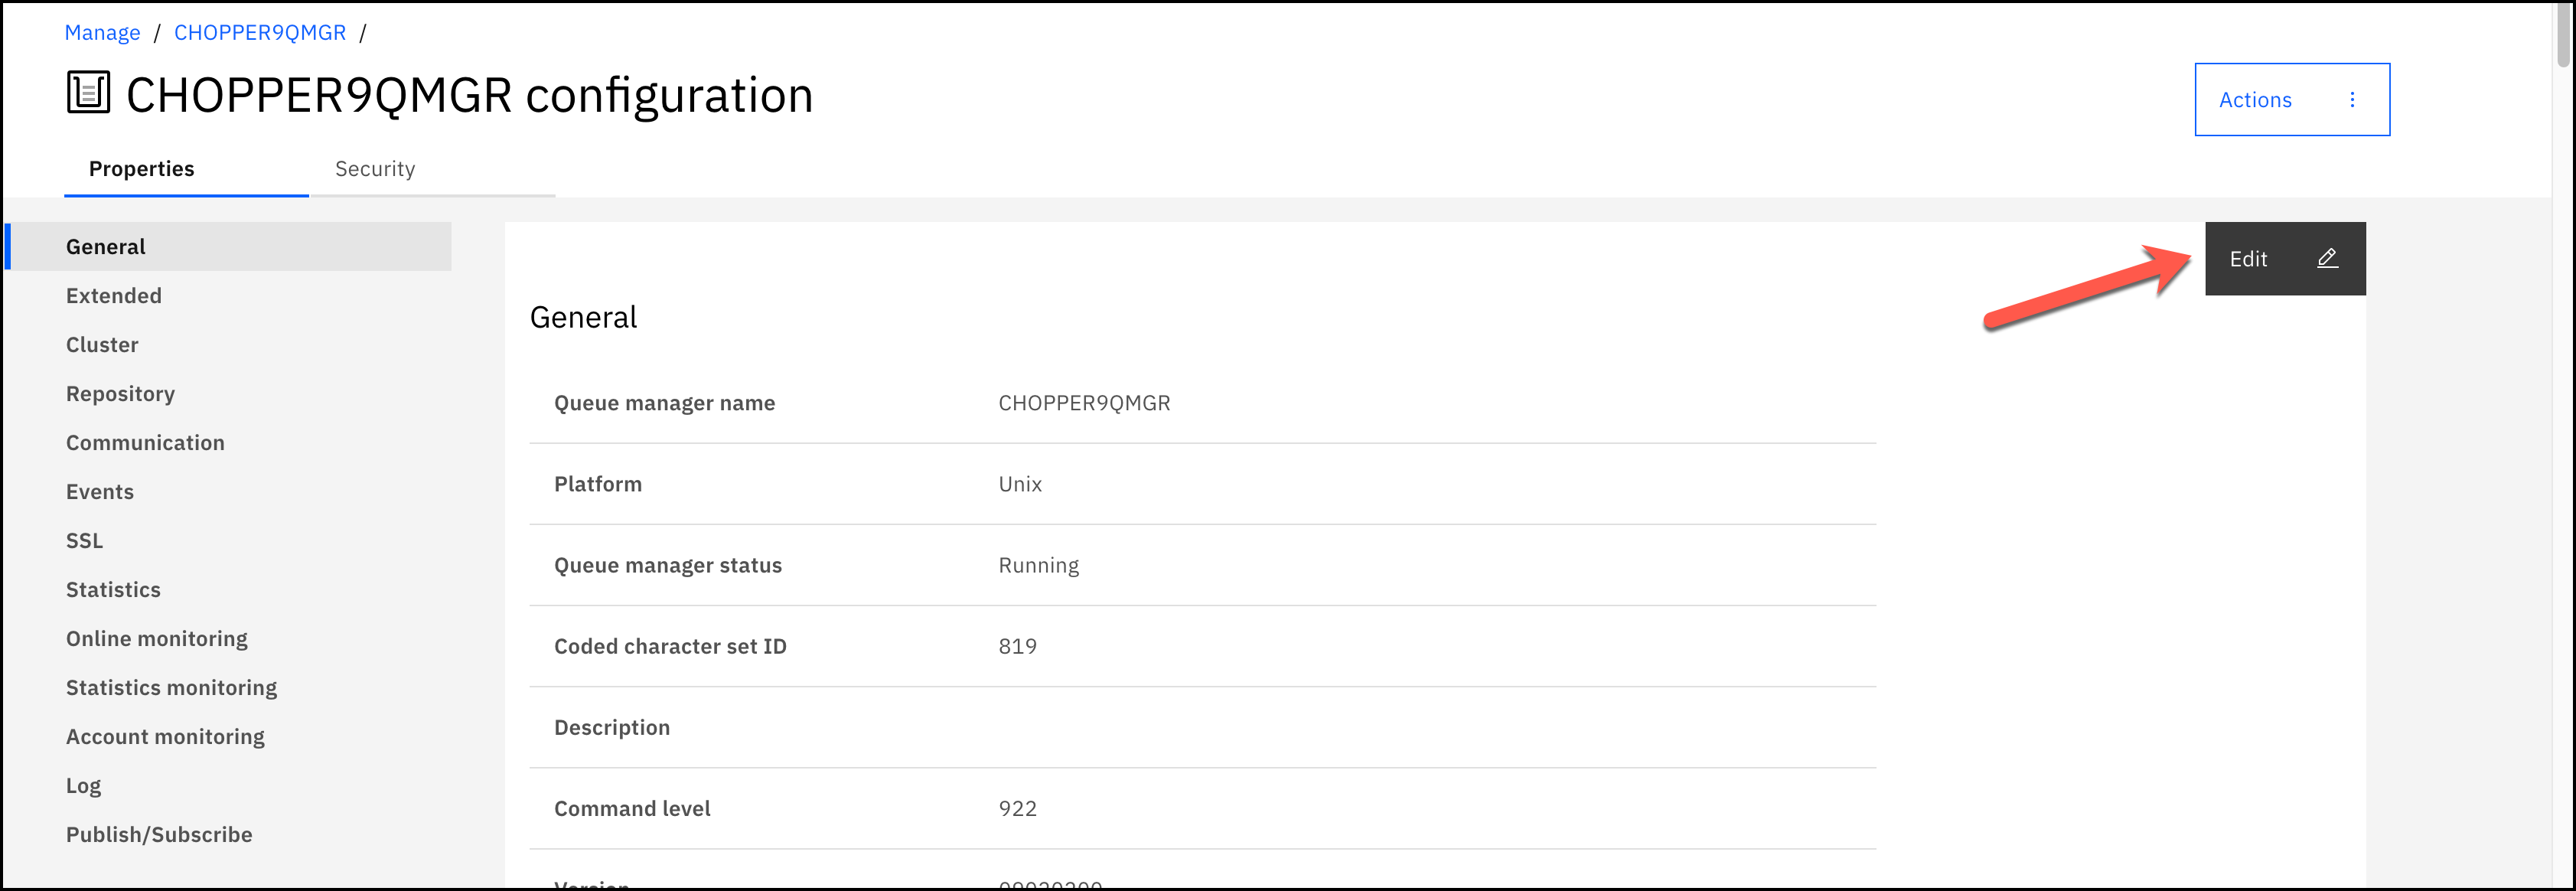 Manage / CHOPPER9QMGR /
CHOPPER9QMGR configuration
Actions
Properties Security
General
Extended
Cluster
Repository
Communication
Events
SSL
Statistics
Online monitoring
Statistics monitoring
Account monitoring
Log
Publish/Subscribe
Edit
General
Queue manager name CHOPPER9QMGR
Platform Unix
Queue manager status Running
Coded character set ID 819
Description
Command level 922
Version